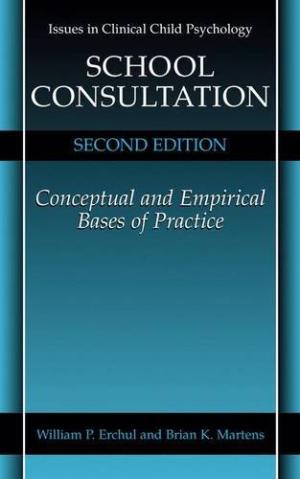 Issues in Clinical Child Psychology
SCHOOL
CONSULTATION
SECOND EDITION
Conceptual and Empirical
Bases of Practice
William P. Erchul and Brian K. Martens